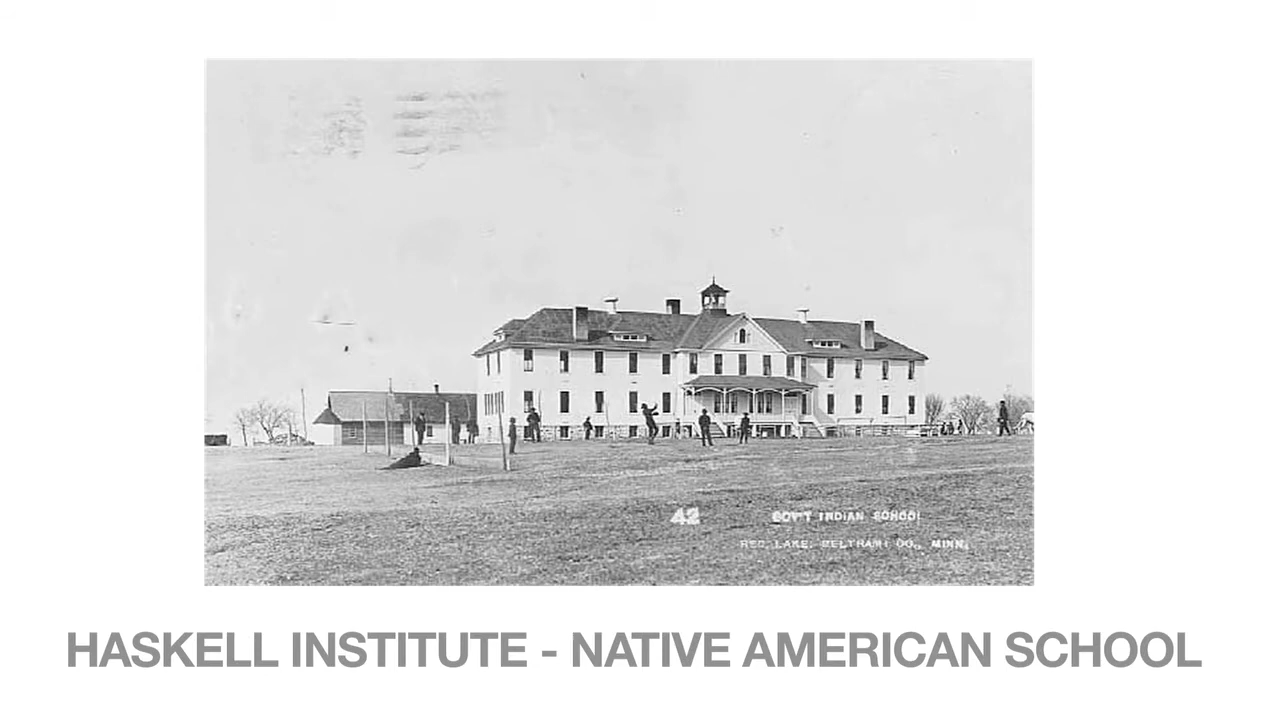 42 GOV'T INDIAN SCHOOL
RED LAKE, BELTRAMI CO., MINN.
HASKELL INSTITUTE - NATIVE AMERICAN SCHOOL